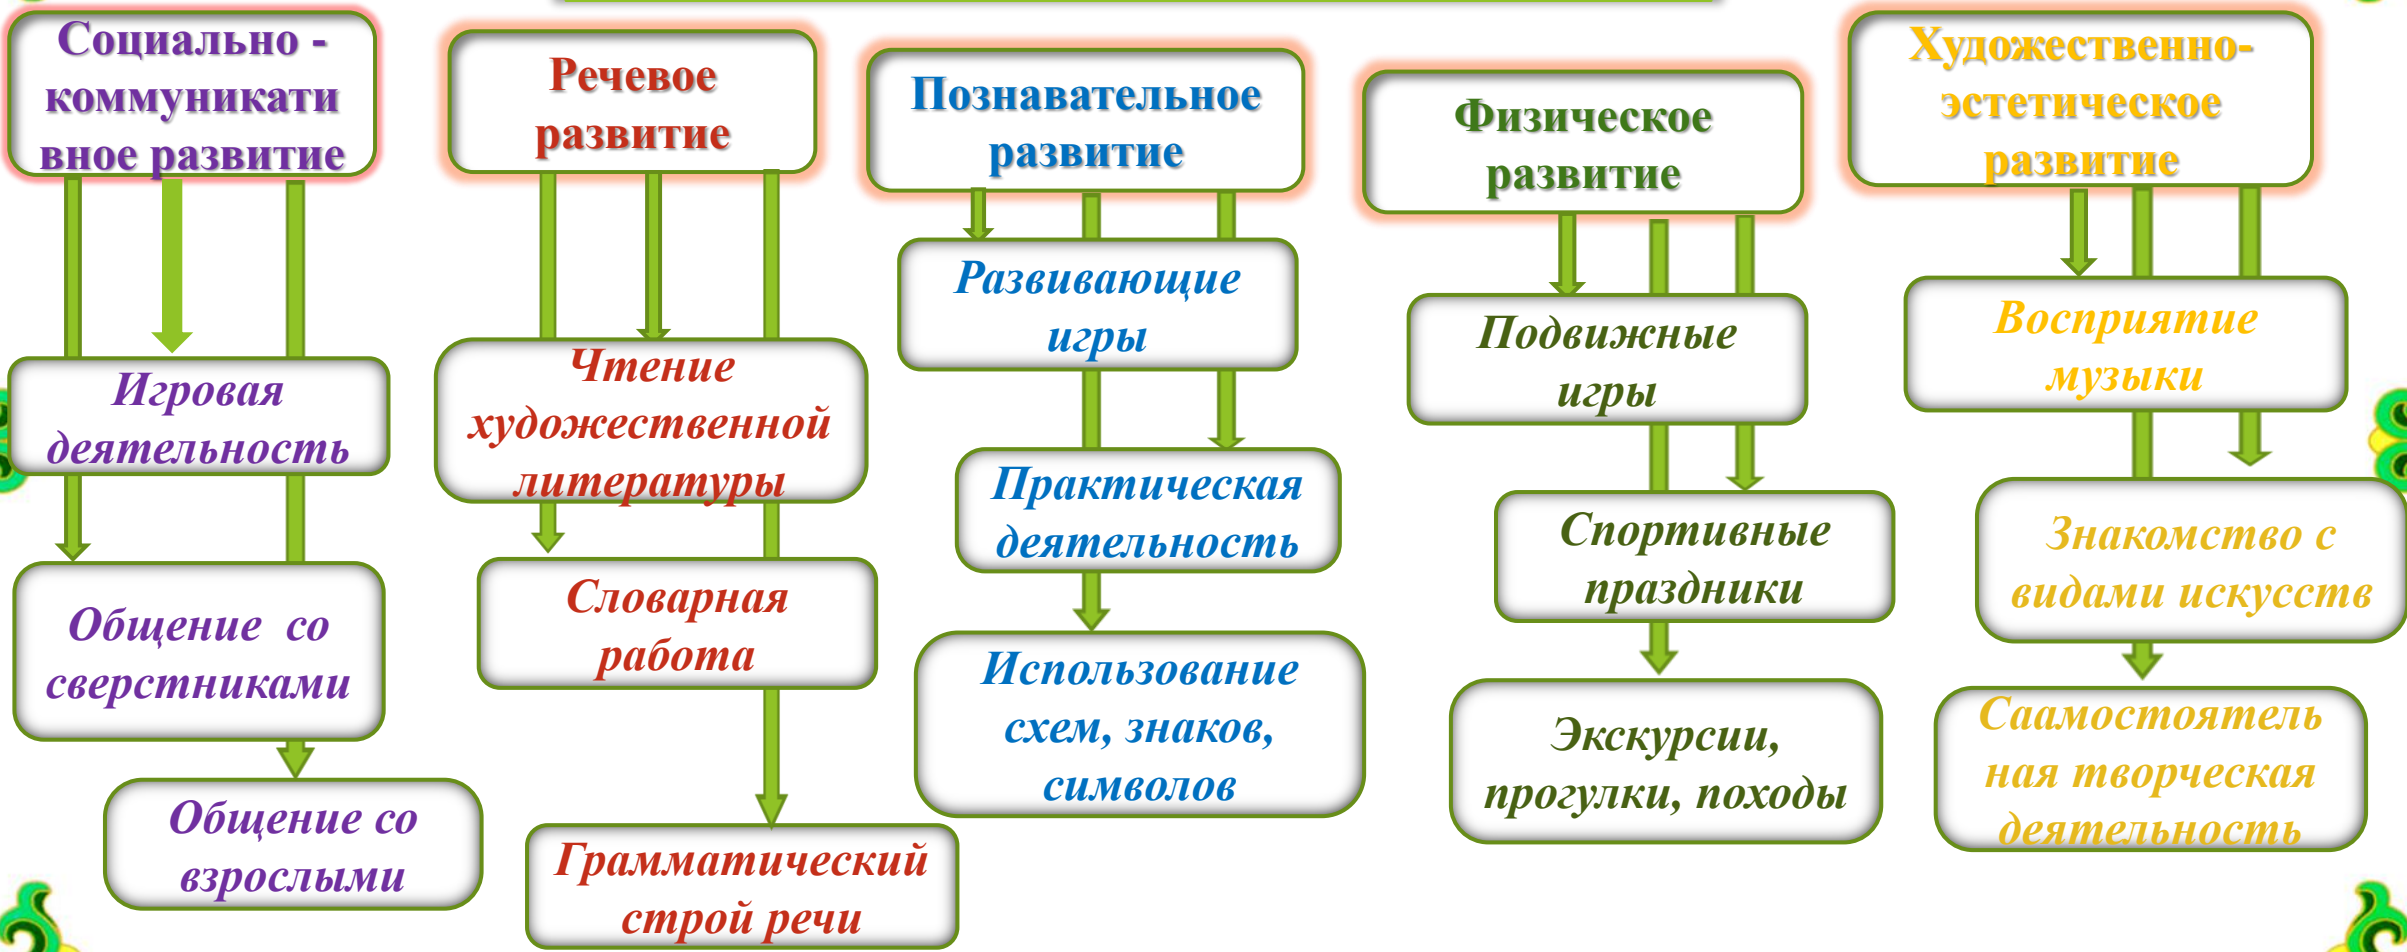 Социально -
коммуникати
вное развитие
Игровая
деятельность
Общение со
сверстниками
Общение со
взрослыми
Речевое
развитие
Чтение
художественной
литературы
Словарная
работа
Грамматический
строй речи
Познавательное
развитие
Развивающие
игры
Практическая
деятельность
Использование
схем, знаков,
символов
Физическое
развитие
Подвижные
игры
Спортивные
праздники
Экскурсии,
прогулки, походы
Художественно-
эстетическое
развитие
Восприятие
музыки
Знакомство с
видами искусств
Саамостоятель
ная творческая
деятельность